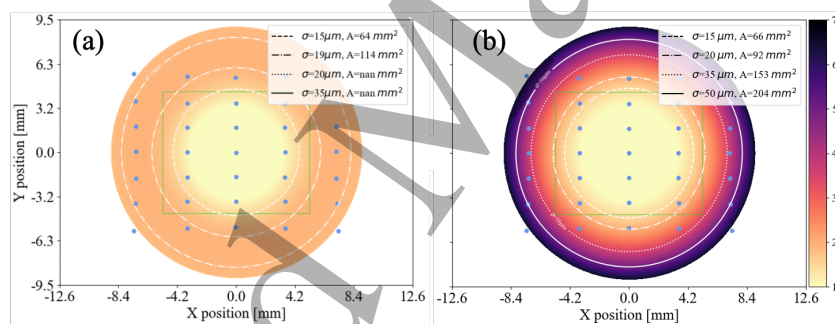 (a)
σ=15μm, A=64 mm²
σ=19μm, A=114 mm²
σ=20μm, A=nan mm²
σ=35μm, A=nan mm²
Y position [mm]
9.5
6.3
3.2
0.0
-3.2
-6.3
-9.5
-12.6 -8.4 -4.2 0.0 4.2 8.4 12.6
X position [mm]
(b)
σ=15 μm, A=66 mm²
σ=20 μm, A=92 mm²
σ=35 μm, A=153 mm²
σ=50 μm, A=204 mm²
-12.6 -8.4 -4.2 0.0 4.2 8.4 12.6
X position [mm]